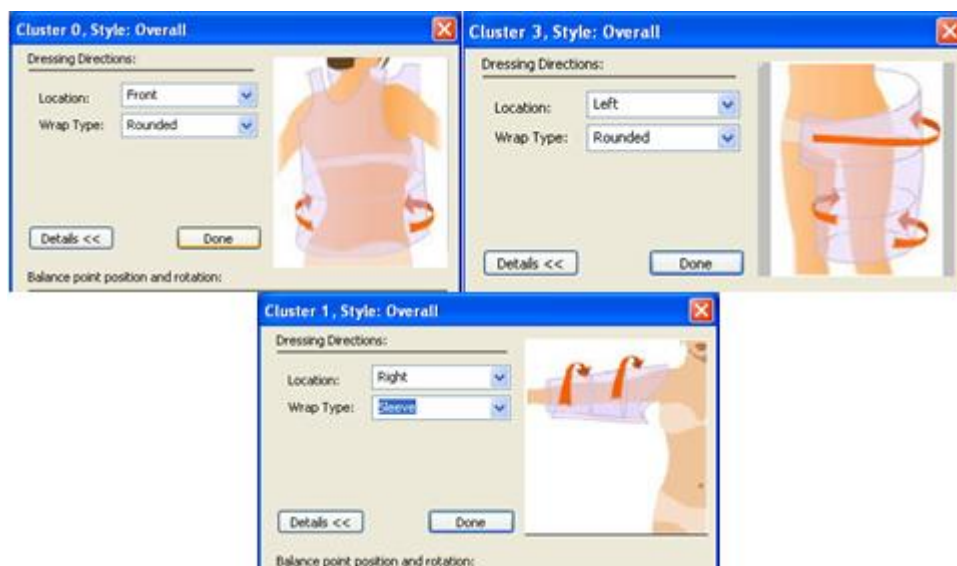 Cluster 0, Style: Overall
Dressing Directions:
Location: Front
Wrap Type: Rounded
Details << Done
Balance point position and rotation:
Cluster 3, Style: Overall
Dressing Directions:
Location: Left
Wrap Type: Rounded
Details << Done
Cluster 1, Style: Overall
Dressing Directions:
Location: Right
Wrap Type: Sleeve
Details << Done
Balance point position and rotation: